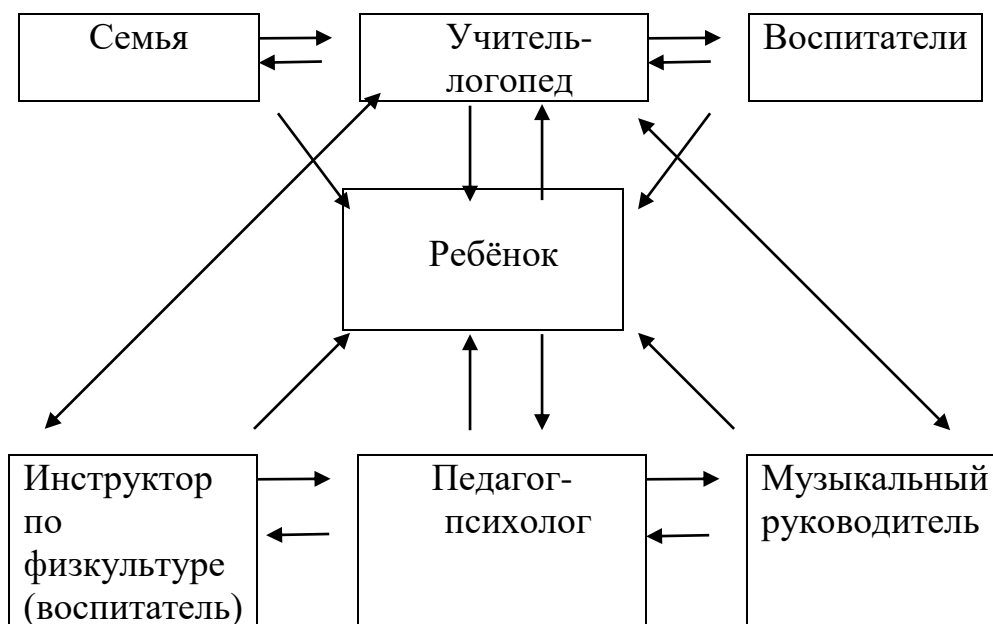 Семья
Учитель-
логопед
Воспитатели
Ребёнок
Инструктор
по
физкультуре
(воспитатель)
Педагог-
психолог
Музыкальный
руководитель